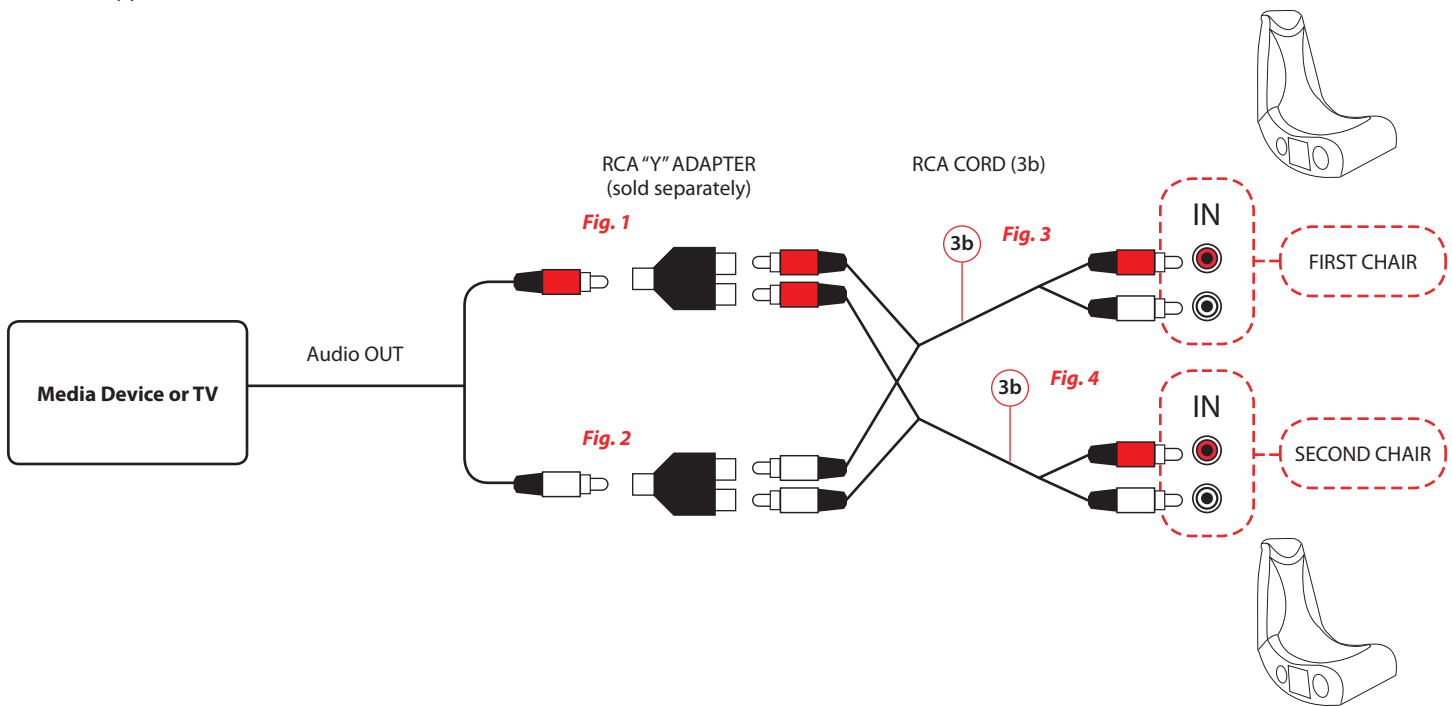 RCA “Y” ADAPTER
(sold separately)
RCA CORD (3b)
Fig. 1
3b
Fig. 3
IN
FIRST CHAIR
Audio OUT
Media Device or TV
Fig. 2
3b
Fig. 4
IN
SECOND CHAIR